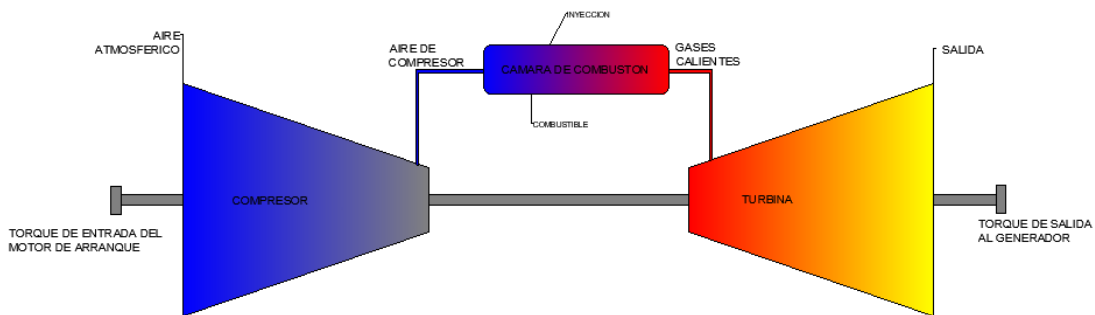 INYECCION
AIRE
ATMOSFERICO
AIRE DE
COMPRESOR
GASES
CALIENTES
SALIDA
CAMARA DE COMBUSTON
COMBUSTIBLE
COMPRESOR
TURBINA
TORQUE DE ENTRADA DEL
MOTOR DE ARRANQUE
TORQUE DE SALIDA
AL GENERADOR